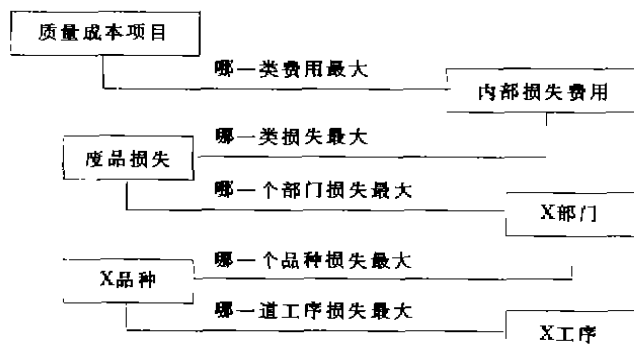 质量成本项目
哪一类费用最大
内部损失费用
哪一类损失最大
废品损失
哪一个部门损失最大
X部门
哪一个品种损失最大
X品种
哪一道工序损失最大
X工序